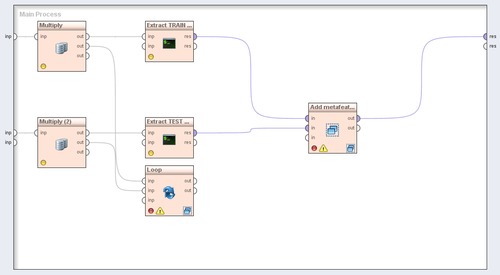 Main Process
Multiply
inp
out
out
out
Extract TRAIN ...
inp
res
res
inp
inp
res
res
Multiply (2)
inp
out
out
out
Extract TEST ...
inp
res
res
inp
inp
Add metafeat...
in
in
in
out
out
Loop
inp
inp
inp
out
out